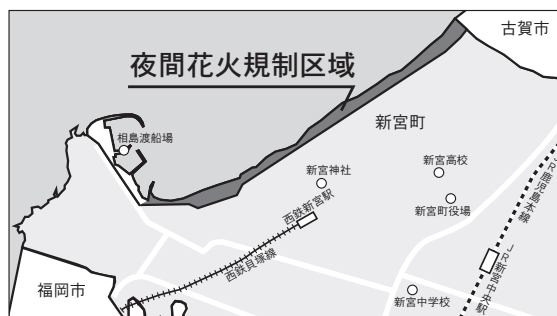 古賀市
夜間花火規制区域
新宮町
相島渡船場
新宮神社
新宮高校
新宮町役場
西鉄新宮駅
西鉄貝塚線
JR鹿児島本線
JR新宮中央駅
福岡市
新宮中学校